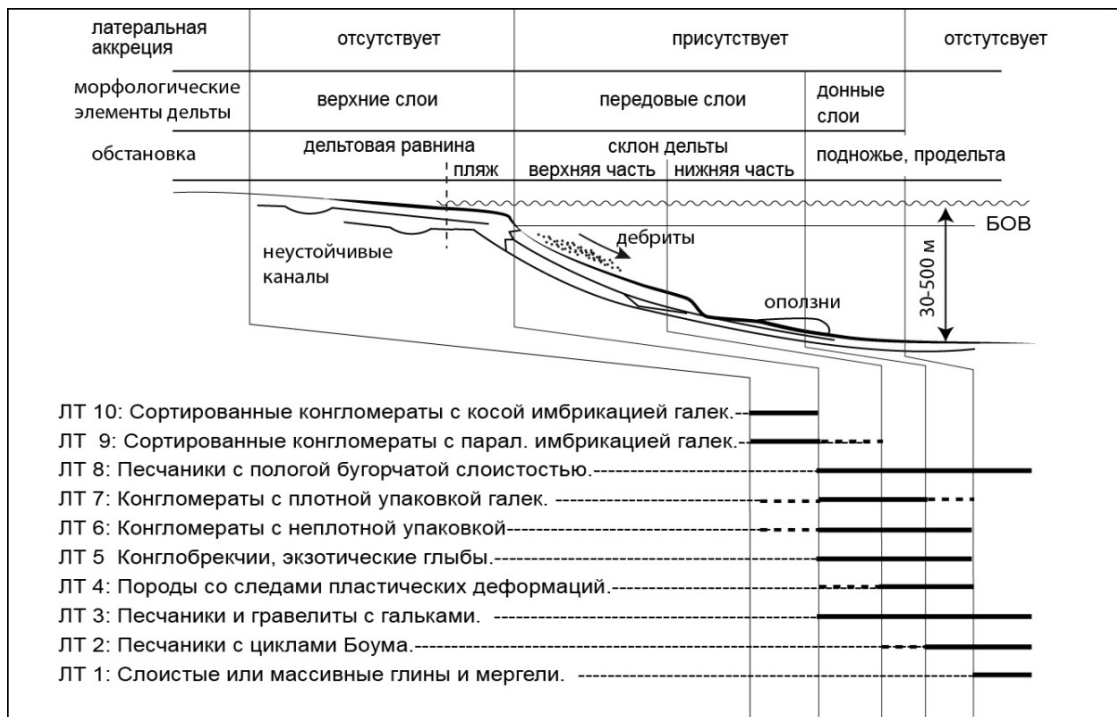 латеральная
аккреция
отсутствует
присутствует
отстутсвует
морфологические
элементы дельты
верхние слои
передовые слои
донные
слои
обстановка
дельтовая равнина
пляж
склон дельты
верхняя часть
нижняя часть
подножье, продельта
неустойчивые
каналы
дебриты
оползни
БОВ
30-500 м
ЛТ 10: Сортированные конгломераты с косой имбрикацией галек.
ЛТ 9: Сортированные конгломераты с парал. имбрикацией галек.
ЛТ 8: Песчаники с пологой бугорчатой слоистостью.
ЛТ 7: Конгломераты с плотной упаковкой галек.
ЛТ 6: Конгломераты с неплотной упаковкой
ЛТ 5 Конглобрекчии, экзотические глыбы.
ЛТ 4: Породы со следами пластических деформаций.
ЛТ 3: Песчаники и гравелиты с гальками.
ЛТ 2: Песчаники с циклами Боума.
ЛТ 1: Слоистые или массивные глины и мергели.